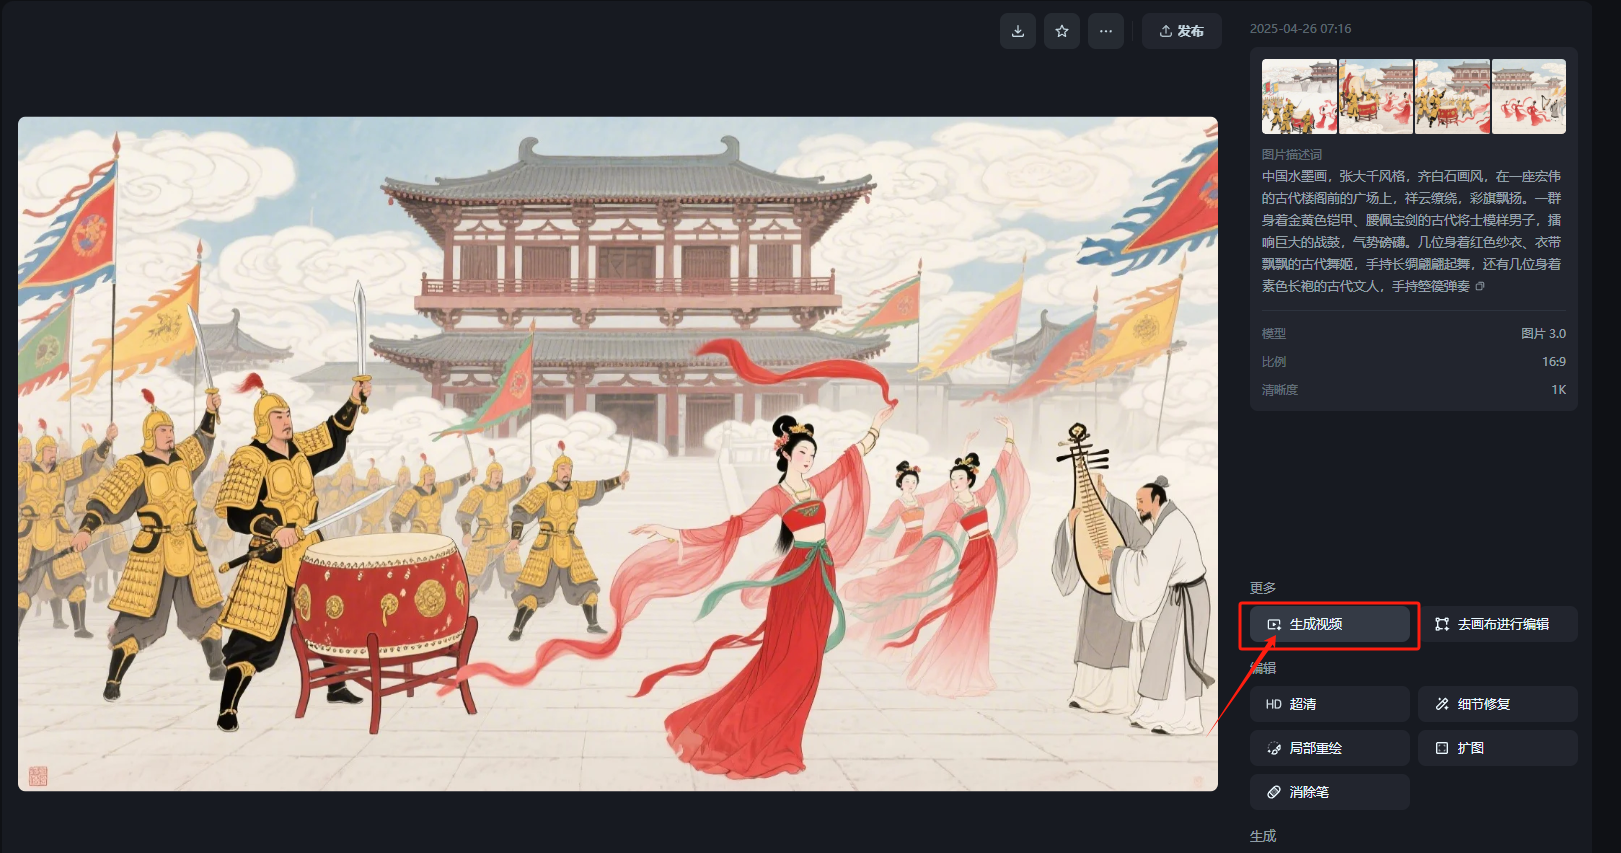 发布
2025-04-26 07:16
图片描述词
中国水墨画，张大千风格，齐白石画风，在一座宏伟
的古代楼阁前的广场上，祥云缭绕，彩旗飘扬。一群
身着金黄色铠甲、腰佩宝剑的古代将士模样男子，擂
响巨大的战鼓，气势磅礴。几位身着红色纱衣、衣带
飘飘的古代舞姬，手持长绸翩翩起舞，还有几位身着
素色长袍的古代文人，手持箜篌弹奏
模型
图片 3.0
比例
16:9
清晰度
1K
更多
生成视频
去画布进行编辑
编辑
HD 超清
细节修复
局部重绘
扩图
消除笔
生成